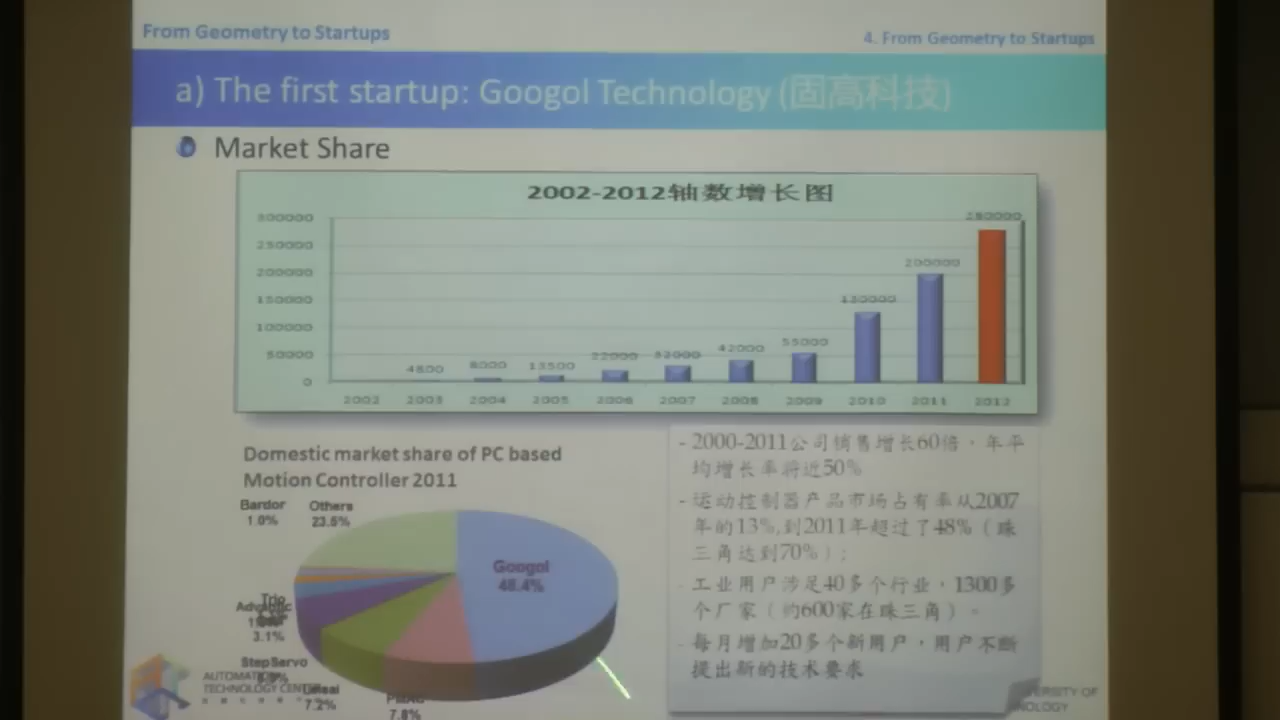 From Geometry to Startups
4. From Geometry to Startups
a) The first startup: Googol Technology (固高科技)
Market Share
2002-2012轴数增长图
300000
250000
200000
150000
100000
50000
0
4800
8000
13500
22000
32000
42000
55000
130000
200000
280000
2002 2003 2004 2005 2006 2007 2008 2009 2010 2011 2012
Domestic market share of PC based
Motion Controller 2011
Bardor
1.0%
Others
23.5%
Googol
48.4%
Trio
3.1%
StepServo
7.2%
7.8%
- 2000-2011公司销售增长60倍，年平
均增长率将近50%
- 运动控制器产品市场占有率从2007
年的13%,到2011年超过了48%（珠
三角达到70%）;
- 工业用户涉足40多个行业，1300多
个厂家（约600家在珠三角）。
- 每月增加20多个新用户，用户不断
提出新的技术要求
AUTOMATION
TECHNOLOGY CENTER